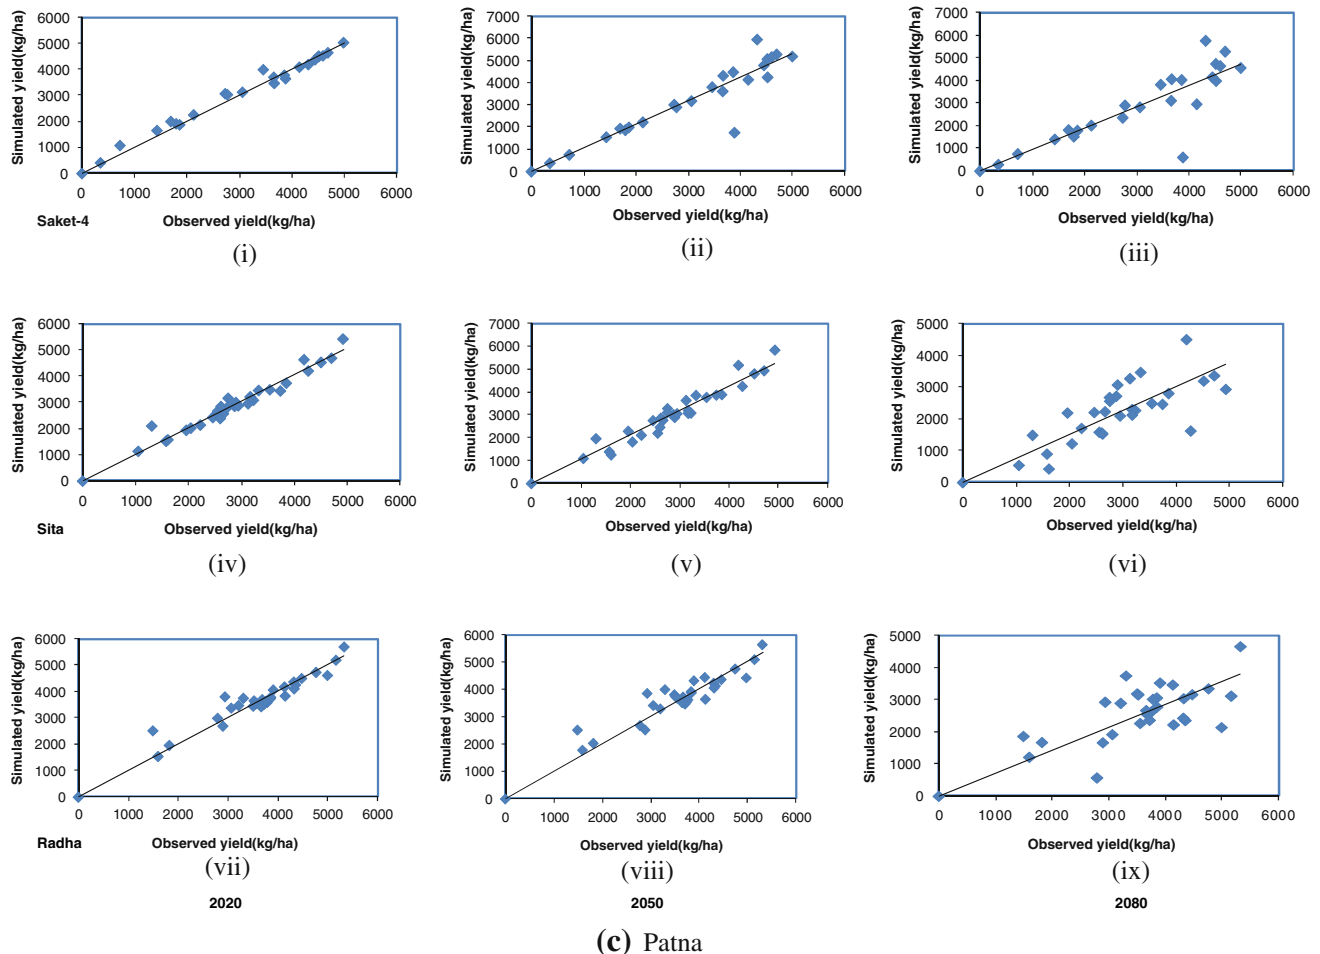 Simulated yield(kg/ha)
6000
5000
4000
3000
2000
1000
0
0 1000 2000 3000 4000 5000 6000
Saket-4 Observed yield(kg/ha)
(i)
Simulated yield(kg/ha)
7000
6000
5000
4000
3000
2000
1000
0
0 1000 2000 3000 4000 5000 6000
Observed yield(kg/ha)
(ii)
Simulated yield(kg/ha)
7000
6000
5000
4000
3000
2000
1000
0
0 1000 2000 3000 4000 5000 6000
Observed yield(kg/ha)
(iii)
Simulated yield(kg/ha)
6000
5000
4000
3000
2000
1000
0
0 1000 2000 3000 4000 5000 6000
Sita Observed yield(kg/ha)
(iv)
Simulated yield(kg/ha)
7000
6000
5000
4000
3000
2000
1000
0
0 1000 2000 3000 4000 5000 6000
Observed yield(kg/ha)
(v)
Simulated yield(kg/ha)
5000
4000
3000
2000
1000
0
0 1000 2000 3000 4000 5000 6000
Observed yield(kg/ha)
(vi)
Simulated yield(kg/ha)
6000
5000
4000
3000
2000
1000
0
0 1000 2000 3000 4000 5000 6000
Radha Observed yield(kg/ha)
(vii)
2020
Simulated yield(kg/ha)
6000
5000
4000
3000
2000
1000
0
0 1000 2000 3000 4000 5000 6000
Observed yield(kg/ha)
(viii)
2050
Simulated yield(kg/ha)
5000
4000
3000
2000
1000
0
0 1000 2000 3000 4000 5000 6000
Observed yield(kg/ha)
(ix)
2080
(c) Patna